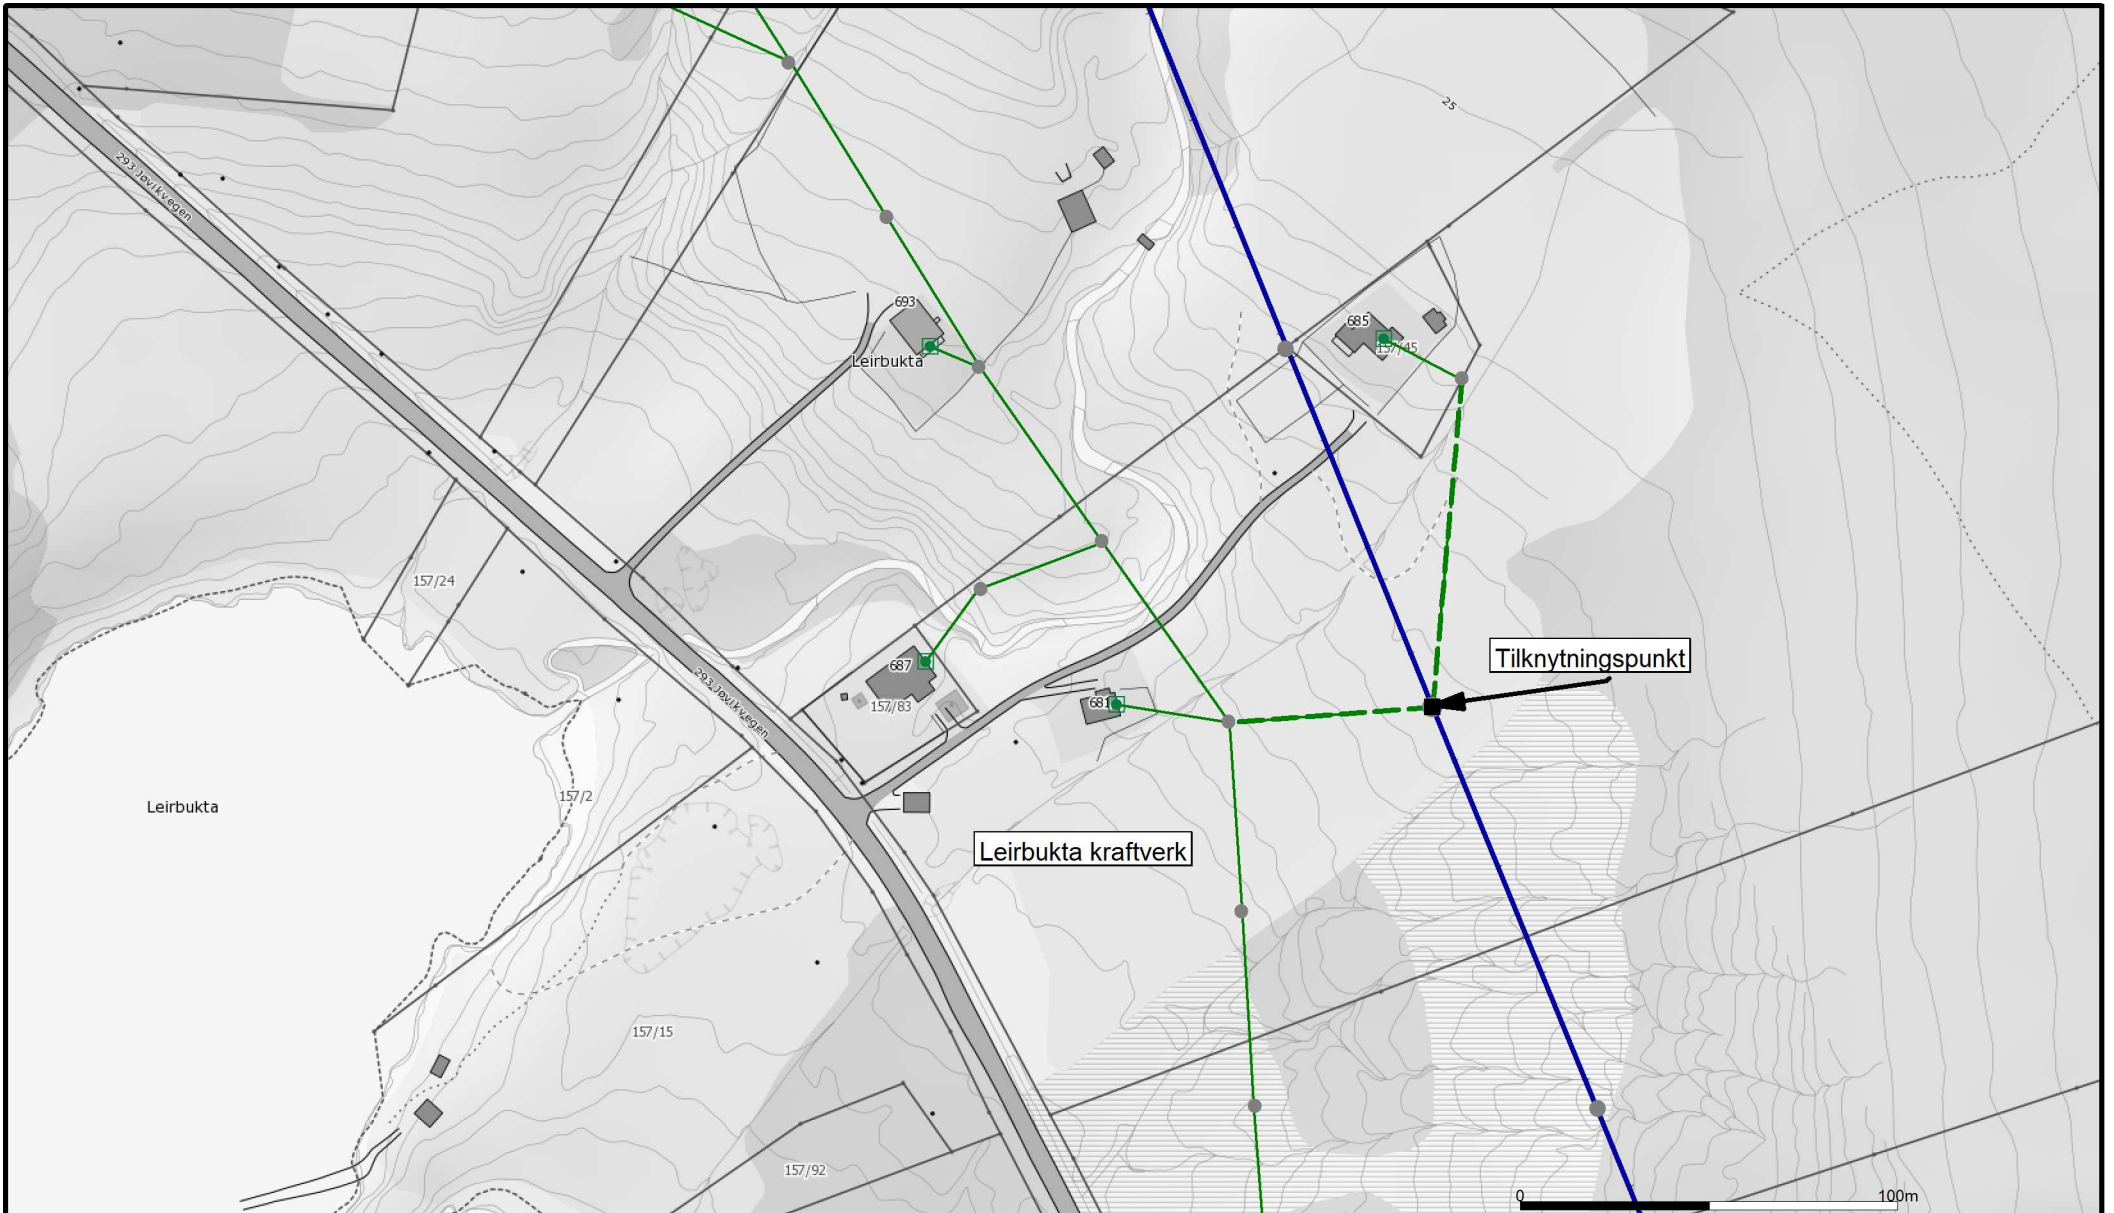 293 Jøvikvegen
25
693
Leirbukta
685
157/45
157/24
Tilknytningspunkt
687
157/83
681
293 Jøvikvegen
157/2
Leirbukta
Leirbukta kraftverk
157/15
157/92
0 100m